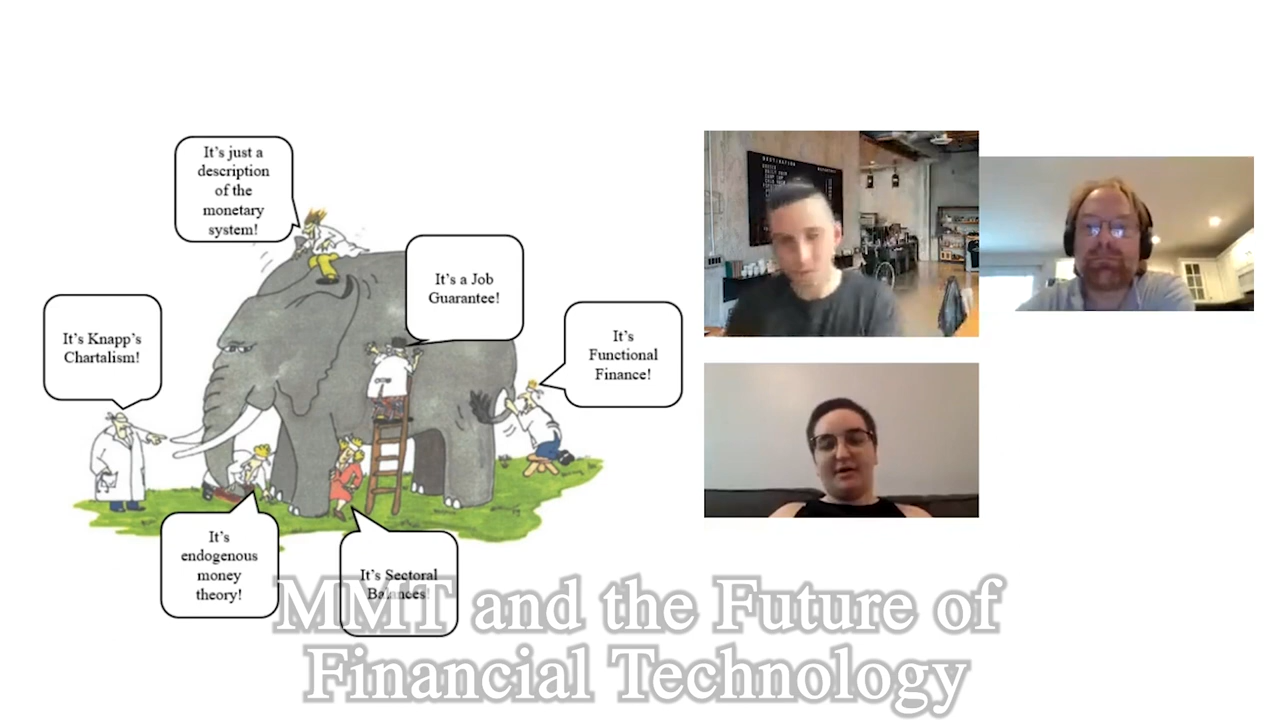 It's just a
description
of the
monetary
system!
It's a Job
Guarantee!
It's Knapp's
Chartalism!
It's
Functional
Finance!
It's
endogenous
money
theory!
It's Sectoral
Balances!
DESTINATION
MMT and the Future of
Financial Technology